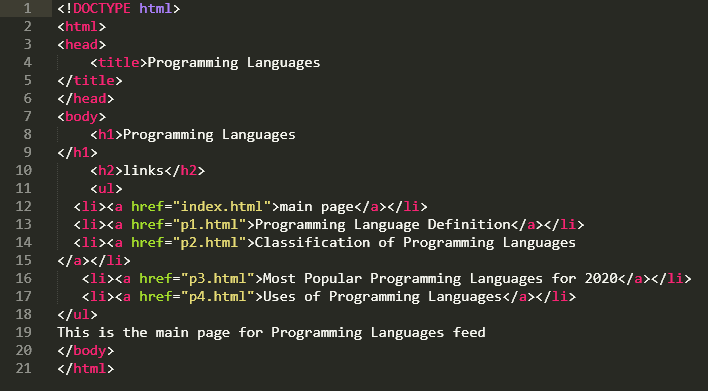 1 <!DOCTYPE html>
2 <html>
3 <head>
4     <title>Programming Languages
5 </title>
6 </head>
7 <body>
8     <h1>Programming Languages
9 </h1>
10     <h2>links</h2>
11     <ul>
12   <li><a href="index.html">main page</a></li>
13   <li><a href="p1.html">Programming Language Definition</a></li>
14   <li><a href="p2.html">Classification of Programming Languages
15 </a></li>
16    <li><a href="p3.html">Most Popular Programming Languages for 2020</a></li>
17    <li><a href="p4.html">Uses of Programming Languages</a></li>
18 </ul>
19 This is the main page for Programming Languages feed
20 </body>
21 </html>